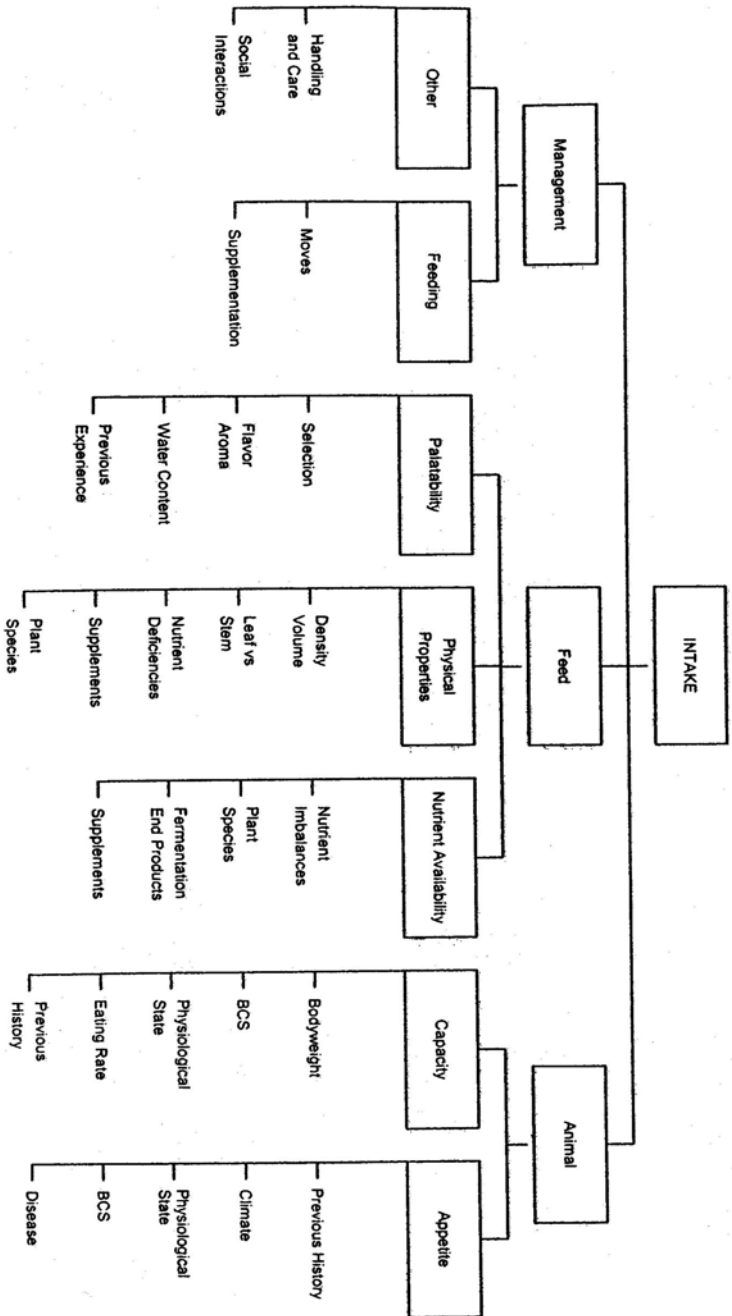 INTAKE
Management
Feed
Animal
Other
Feeding
Palatability
Physical
Properties
Nutrient Availability
Capacity
Appetite
Handling
and Care
Social
Interactions
Moves
Supplementation
Selection
Flavor
Aroma
Water Content
Previous
Experience
Density
Volume
Leaf vs
Stem
Nutrient
Deficiencies
Supplements
Plant
Species
Nutrient
Imbalances
Plant
Species
Fermentation
End Products
Supplements
Bodyweight
BCS
Physiological
State
Eating Rate
Previous
History
Previous History
Climate
Physiological
State
BCS
Disease